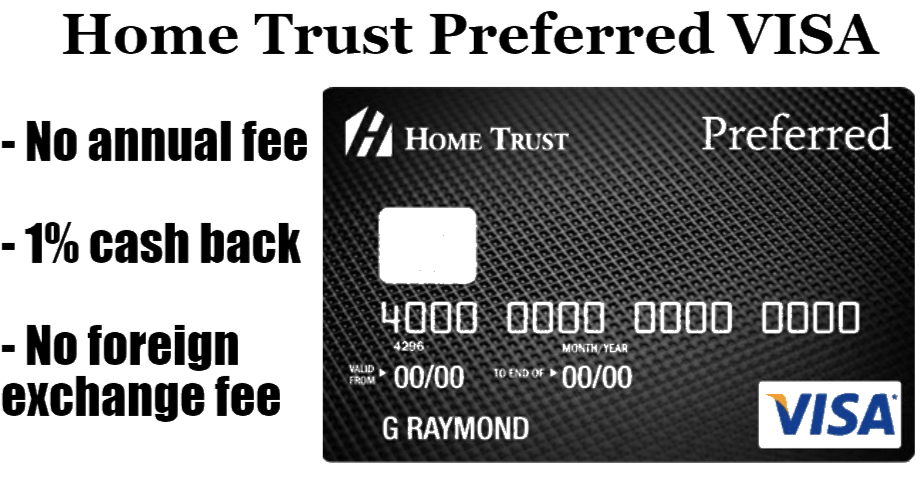 Home Trust Preferred VISA
- No annual fee
- 1% cash back
- No foreign
exchange fee
HOME TRUST
Preferred
4000 0000 0000 0000
4296
MONTH/YEAR
VALID
FROM
00/00
TO END OF
00/00
G RAYMOND
VISA